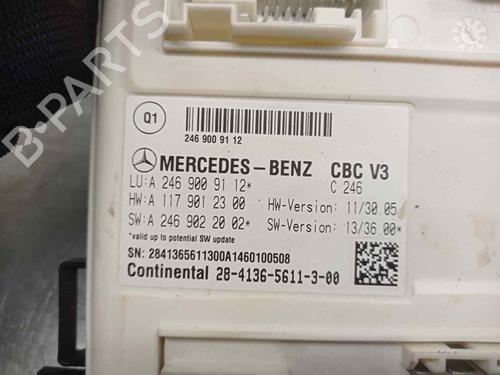 Q1
246 900 91 12
MERCEDES-BENZ CBC V3
C 246
LU:A 246 900 91 12*
HW:A 117 901 23 00 HW-Version: 11/30.05
SW:A 246 902 20 02* SW-Version: 13/36.00*
*valid up to potential SW update
SN: 2841365611300A1460100508
Continental 28-4136-5611-3-00
B-PARTS